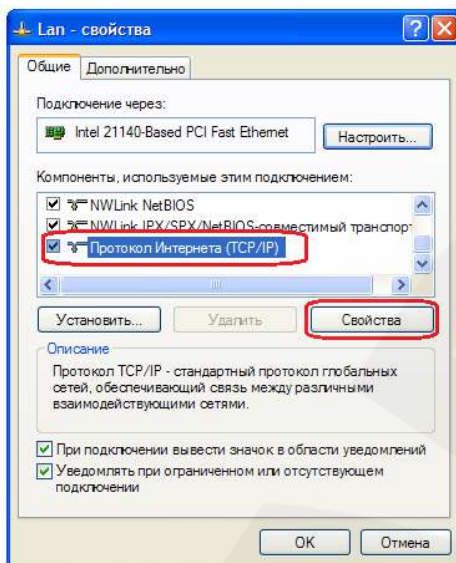 Lan - свойства
Общие
Дополнительно
Подключение через:
Intel 21140-Based PCI Fast Ethernet
Настроить...
Компоненты, используемые этим подключением:
NWLink NetBIOS
NWLink IPX/SPX/NetBIOS-совместимый транспорт
Протокол Интернета (TCP/IP)
Установить...
Удалить
Свойства
Описание
Протокол TCP/IP - стандартный протокол глобальных
сетей, обеспечивающий связь между различными
взаимодействующими сетями.
При подключении вывести значок в области уведомлений
Уведомлять при ограниченном или отсутствующем
подключении
OK
Отмена